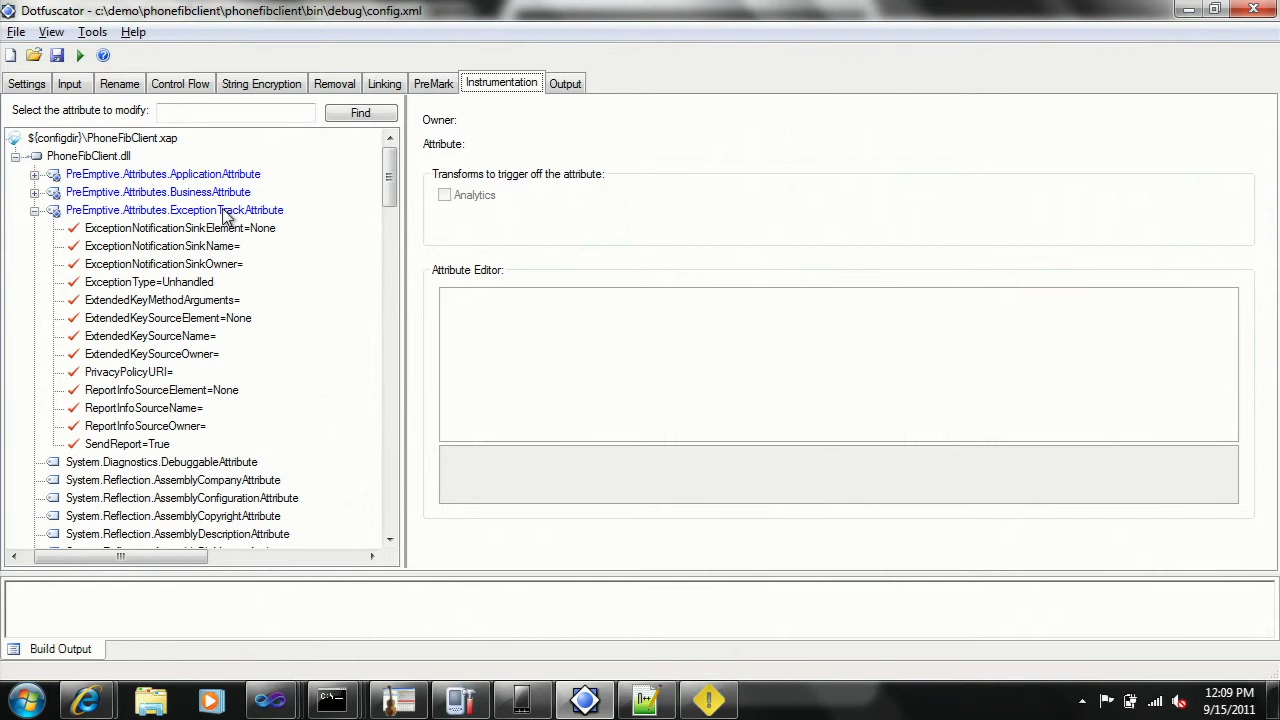 Dotfuscator - c:\demo\phonefibclient\phonefibclient\bin\debug\config.xml
File View Tools Help
Settings Input Rename Control Flow String Encryption Removal Linking PreMark Instrumentation Output
Select the attribute to modify: Find
${configdir}\PhoneFibClient.xap
PhoneFibClient.dll
PreEmptive.Attributes.ApplicationAttribute
PreEmptive.Attributes.BusinessAttribute
PreEmptive.Attributes.ExceptionTrackAttribute
ExceptionNotificationSinkElement=None
ExceptionNotificationSinkName=
ExceptionNotificationSinkOwner=
ExceptionType=Unhandled
ExtendedKeyMethodArguments=
ExtendedKeySourceElement=None
ExtendedKeySourceName=
ExtendedKeySourceOwner=
PrivacyPolicyURI=
ReportInfoSourceElement=None
ReportInfoSourceName=
ReportInfoSourceOwner=
SendReport=True
System.Diagnostics.DebuggableAttribute
System.Reflection.AssemblyCompanyAttribute
System.Reflection.AssemblyConfigurationAttribute
System.Reflection.AssemblyCopyrightAttribute
System.Reflection.AssemblyDescriptionAttribute
Owner:
Attribute:
Transforms to trigger off the attribute:
Analytics
Attribute Editor:
Build Output
12:09 PM
9/15/2011